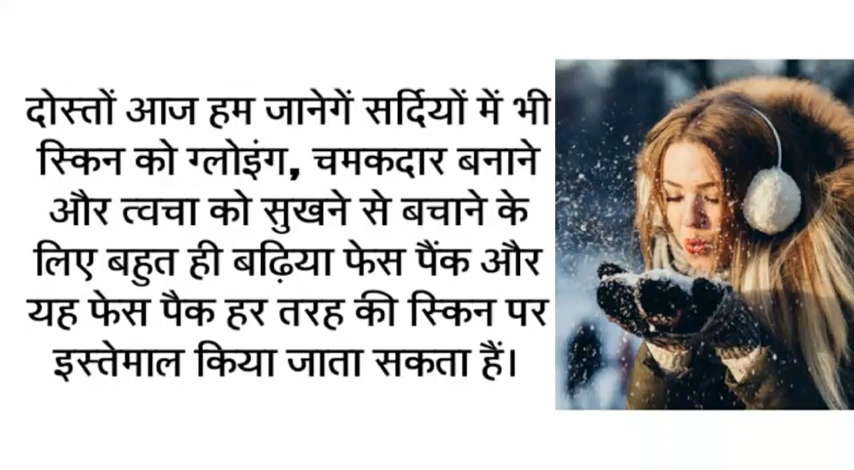 दोस्तों आज हम जानेगें सर्दियों में भी
स्किन को ग्लोइंग, चमकदार बनाने
और त्वचा को सुखने से बचाने के
लिए बहुत ही बढ़िया फेस पैंक और
यह फेस पैक हर तरह की स्किन पर
इस्तेमाल किया जाता सकता हैं।